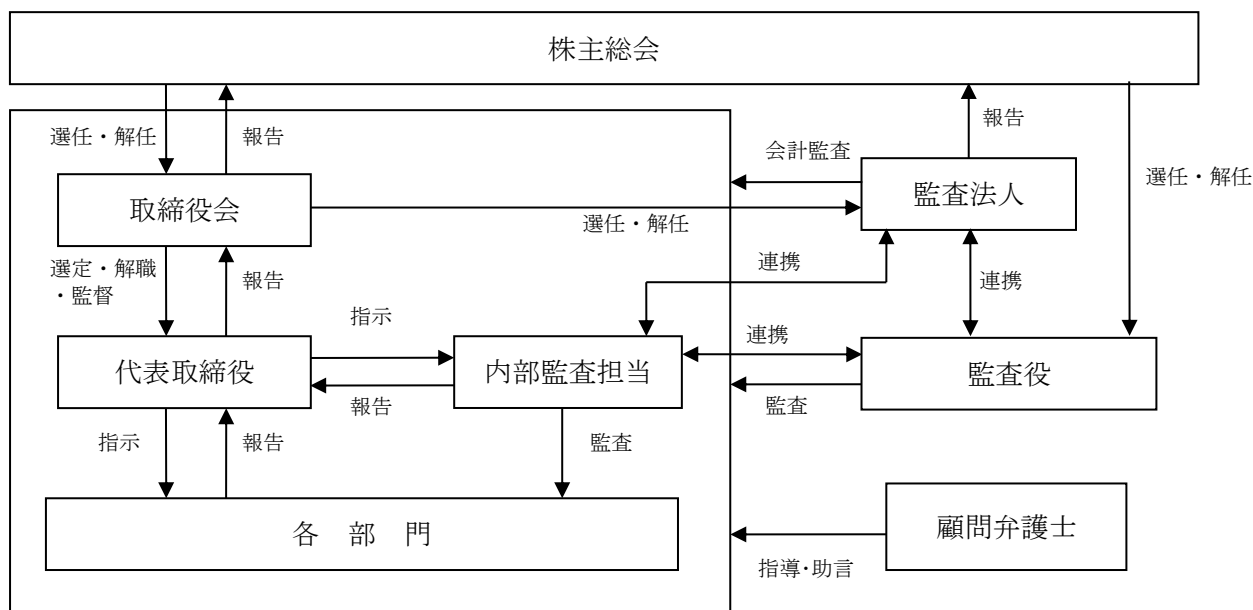 株主総会
選任・解任
報告
報告
会計監査
監査法人
選任・解任
取締役会
選任・解任
選定・解職
・監督
報告
連携
連携
指示
連携
代表取締役
内部監査担当
監査役
報告
監査
指示
報告
監査
各 部 門
顧問弁護士
指導・助言